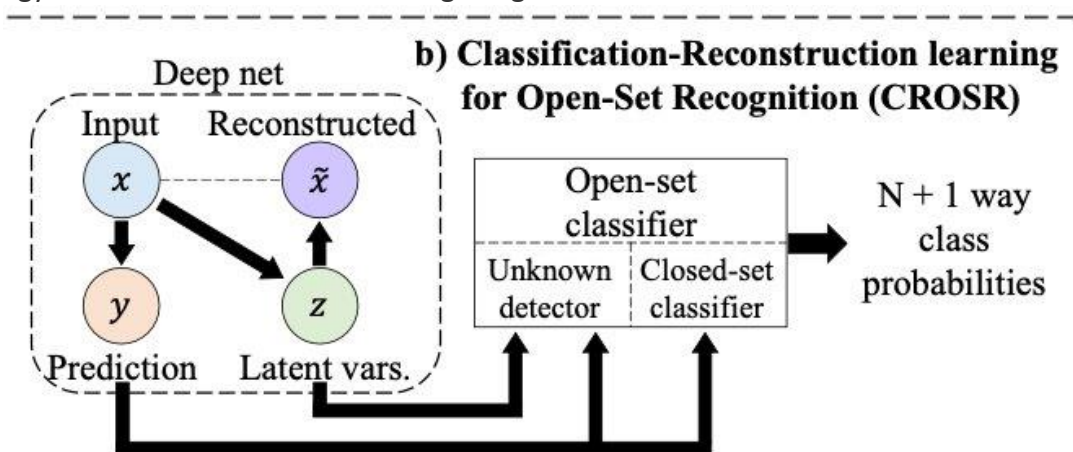 b) Classification-Reconstruction learning
for Open-Set Recognition (CROSR)
Deep net
Input
Reconstructed
x
x̃
y
z
Prediction
Latent vars.
Open-set
classifier
Unknown
detector
Closed-set
classifier
N + 1 way
class
probabilities